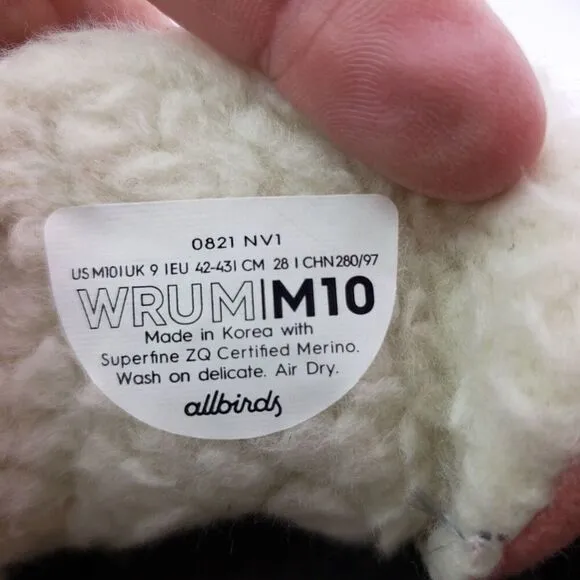 0821 NV1
US M10 I UK 9 I EU 42-43 I CM 28 I CHN 280/97
WRUM|M10
Made in Korea with
Superfine ZQ Certified Merino.
Wash on delicate. Air Dry.
allbirds